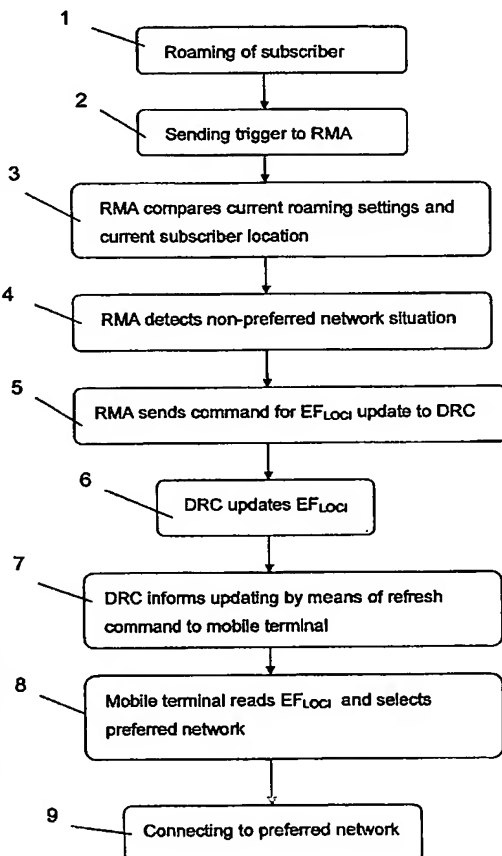 1
Roaming of subscriber
2
Sending trigger to RMA
3
RMA compares current roaming settings and
current subscriber location
4
RMA detects non-preferred network situation
5
RMA sends command for EFLOCI update to DRC
6
DRC updates EFLOCI
7
DRC informs updating by means of refresh
command to mobile terminal
8
Mobile terminal reads EFLOCI and selects
preferred network
9
Connecting to preferred network